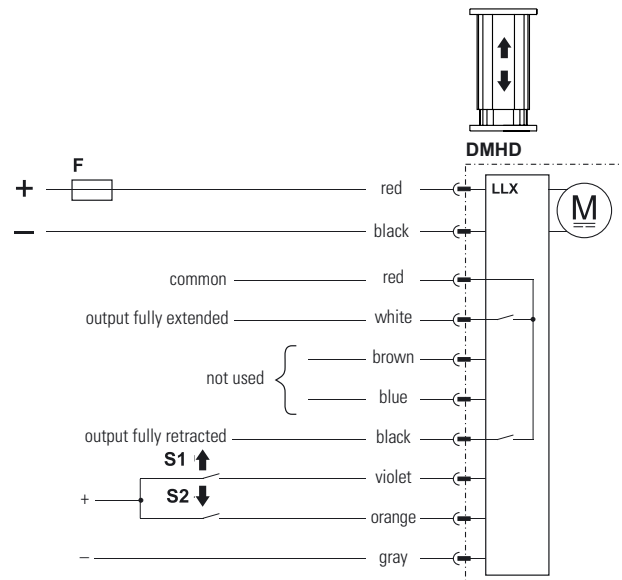 DMHD
F
+ red LLX
M
− black
common red
output fully extended white
brown
not used
blue
output fully retracted black
S1
violet
+ S2
orange
− gray